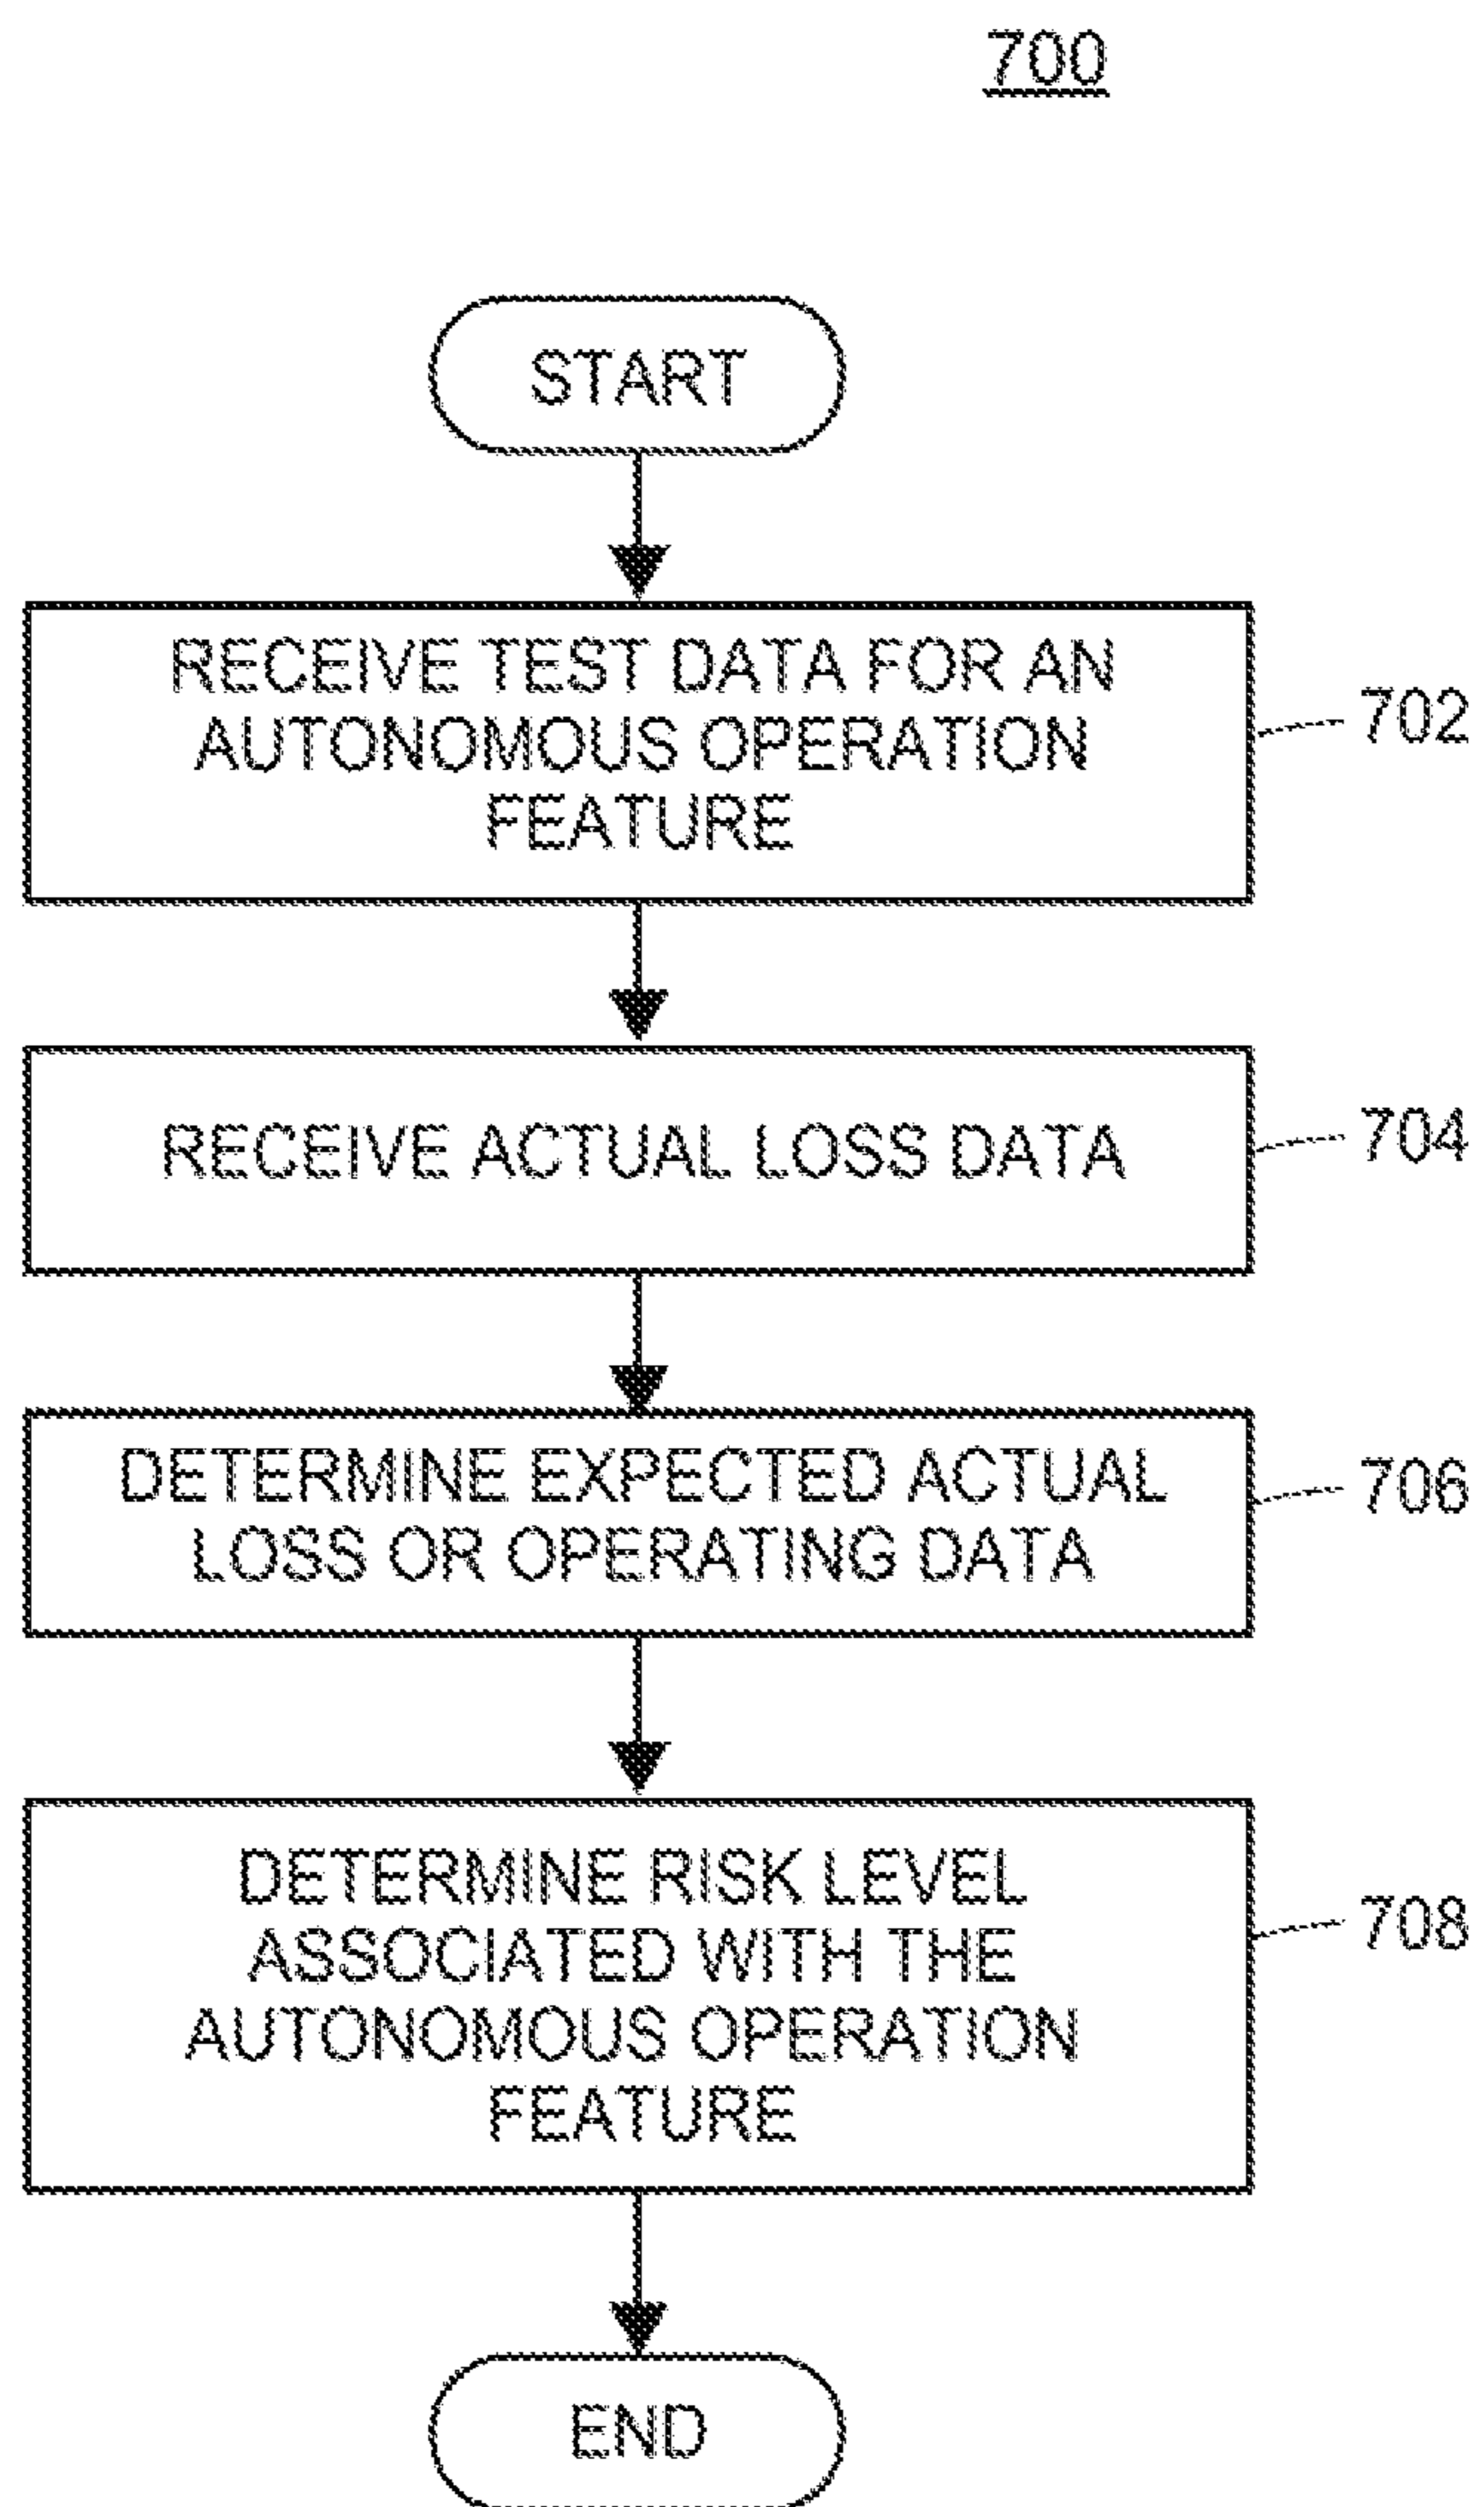 700
START
RECEIVE TEST DATA FOR AN
AUTONOMOUS OPERATION
FEATURE
702
RECEIVE ACTUAL LOSS DATA
704
DETERMINE EXPECTED ACTUAL
LOSS OR OPERATING DATA
706
DETERMINE RISK LEVEL
ASSOCIATED WITH THE
AUTONOMOUS OPERATION
FEATURE
708
END